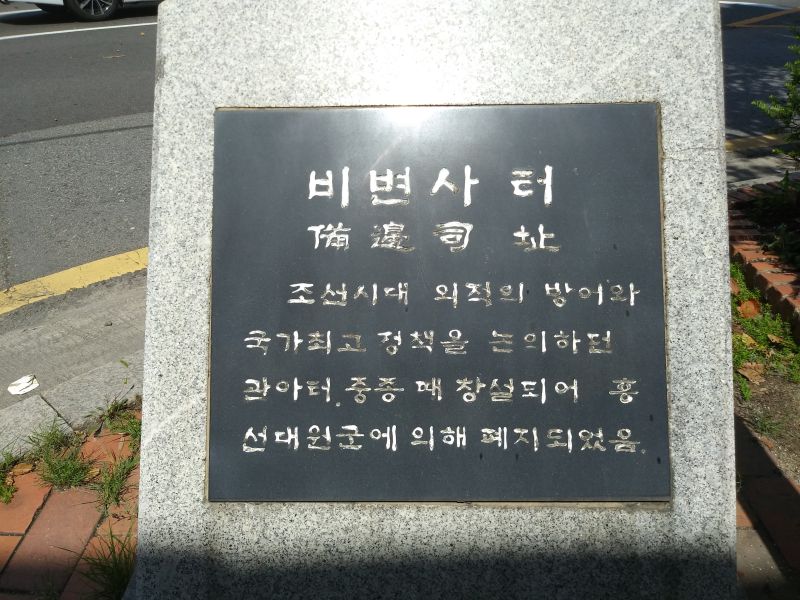 비변사 터
備邊司 址
조선시대 외적의 방어와
국가최고 정책을 논의하던
관아터. 중종 때 창설되어 흥
선대원군에 의해 폐지되었음.